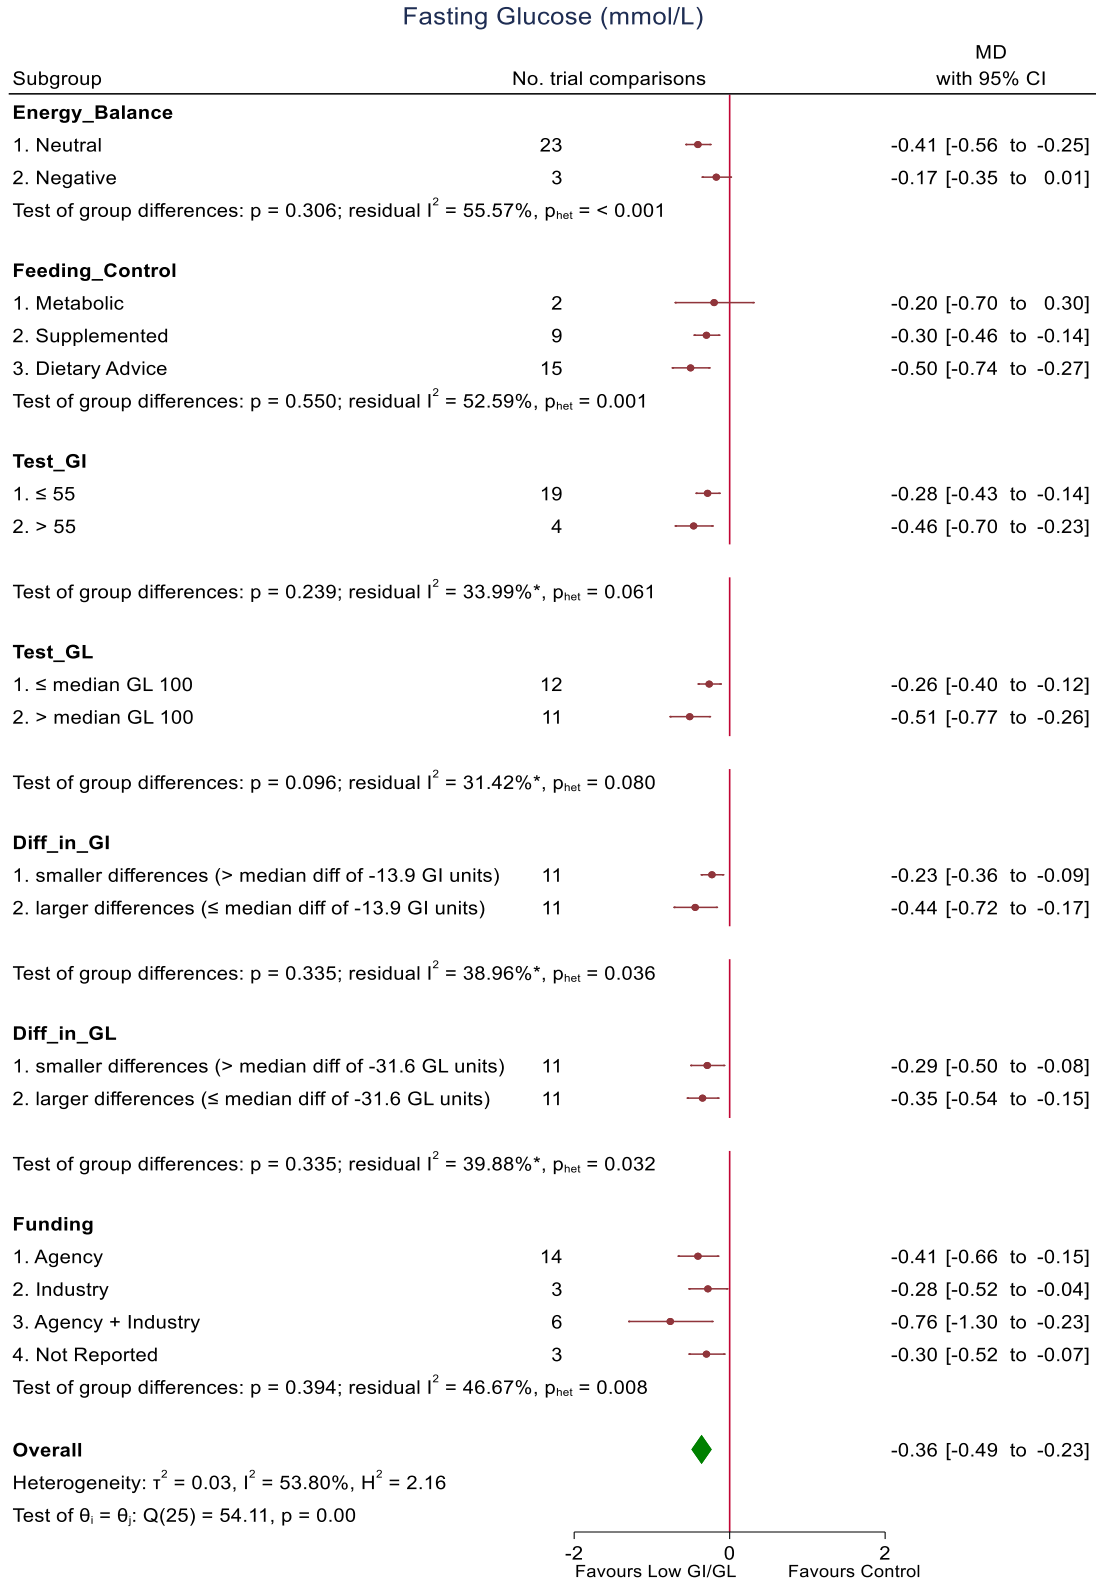 Fasting Glucose (mmol/L)
MD
Subgroup No. trial comparisons with 95% CI
Energy_Balance
1. Neutral 23 -0.41 [-0.56 to -0.25]
2. Negative 3 -0.17 [-0.35 to 0.01]
Test of group differences: p = 0.306; residual I² = 55.57%, phet = < 0.001
Feeding_Control
1. Metabolic 2 -0.20 [-0.70 to 0.30]
2. Supplemented 9 -0.30 [-0.46 to -0.14]
3. Dietary Advice 15 -0.50 [-0.74 to -0.27]
Test of group differences: p = 0.550; residual I² = 52.59%, phet = 0.001
Test_GI
1. ≤ 55 19 -0.28 [-0.43 to -0.14]
2. > 55 4 -0.46 [-0.70 to -0.23]
Test of group differences: p = 0.239; residual I² = 33.99%*, phet = 0.061
Test_GL
1. ≤ median GL 100 12 -0.26 [-0.40 to -0.12]
2. > median GL 100 11 -0.51 [-0.77 to -0.26]
Test of group differences: p = 0.096; residual I² = 31.42%*, phet = 0.080
Diff_in_GI
1. smaller differences (> median diff of -13.9 GI units) 11 -0.23 [-0.36 to -0.09]
2. larger differences (≤ median diff of -13.9 GI units) 11 -0.44 [-0.72 to -0.17]
Test of group differences: p = 0.335; residual I² = 38.96%*, phet = 0.036
Diff_in_GL
1. smaller differences (> median diff of -31.6 GL units) 11 -0.29 [-0.50 to -0.08]
2. larger differences (≤ median diff of -31.6 GL units) 11 -0.35 [-0.54 to -0.15]
Test of group differences: p = 0.335; residual I² = 39.88%*, phet = 0.032
Funding
1. Agency 14 -0.41 [-0.66 to -0.15]
2. Industry 3 -0.28 [-0.52 to -0.04]
3. Agency + Industry 6 -0.76 [-1.30 to -0.23]
4. Not Reported 3 -0.30 [-0.52 to -0.07]
Test of group differences: p = 0.394; residual I² = 46.67%, phet = 0.008
Overall -0.36 [-0.49 to -0.23]
Heterogeneity: τ² = 0.03, I² = 53.80%, H² = 2.16
Test of θᵢ = θⱼ: Q(25) = 54.11, p = 0.00
-2 0 2
Favours Low GI/GL Favours Control